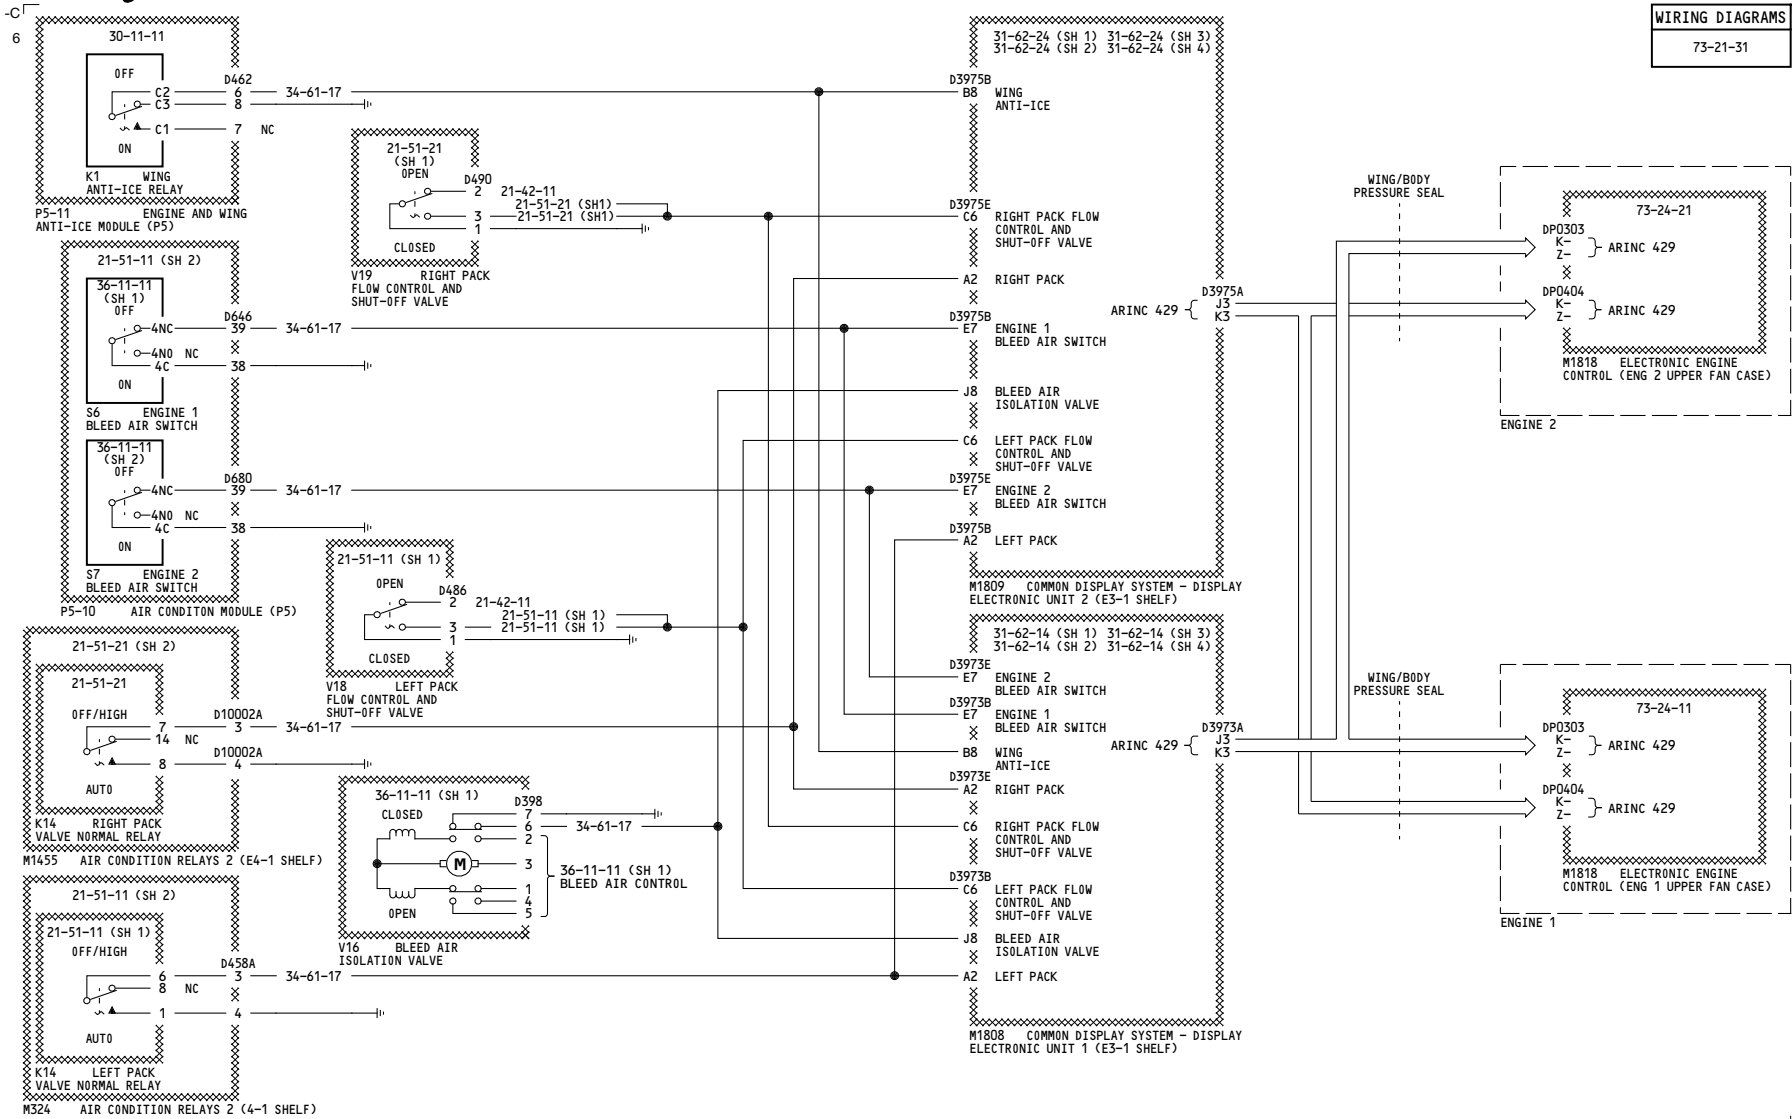 -C
6
WIRING DIAGRAMS
73-21-31
30-11-11
OFF
C2
C3
C1
ON
K1 WING
ANTI-ICE RELAY
D462
6
8
7 NC
34-61-17
P5-11 ENGINE AND WING
ANTI-ICE MODULE (P5)
21-51-11 (SH 2)
36-11-11
(SH 1)
OFF
4NC
4NO NC
4C
ON
S6 ENGINE 1
BLEED AIR SWITCH
D646
39
38
34-61-17
36-11-11
(SH 2)
OFF
4NC
4NO NC
4C
ON
S7 ENGINE 2
BLEED AIR SWITCH
D680
39
38
34-61-17
P5-10 AIR CONDITON MODULE (P5)
21-51-21 (SH 2)
21-51-21
OFF/HIGH
7
14 NC
8
AUTO
K14 RIGHT PACK
VALVE NORMAL RELAY
D10002A
3
D10002A
4
34-61-17
M1455 AIR CONDITION RELAYS 2 (E4-1 SHELF)
21-51-11 (SH 2)
21-51-11 (SH 1)
OFF/HIGH
6
8 NC
1
AUTO
K14 LEFT PACK
VALVE NORMAL RELAY
D458A
3
4
34-61-17
M324 AIR CONDITION RELAYS 2 (4-1 SHELF)
21-51-21
(SH 1)
OPEN
CLOSED
D490
2
3
1
21-42-11
21-51-21 (SH1)
21-51-21 (SH1)
V19 RIGHT PACK
FLOW CONTROL AND
SHUT-OFF VALVE
21-51-11 (SH 1)
OPEN
CLOSED
D486
2
3
1
21-42-11
21-51-11 (SH 1)
21-51-11 (SH 1)
V18 LEFT PACK
FLOW CONTROL AND
SHUT-OFF VALVE
36-11-11 (SH 1)
CLOSED
M
OPEN
D398
7
6
2
3
1
4
5
34-61-17
36-11-11 (SH 1)
BLEED AIR CONTROL
V16 BLEED AIR
ISOLATION VALVE
31-62-24 (SH 1) 31-62-24 (SH 3)
31-62-24 (SH 2) 31-62-24 (SH 4)
D3975B
B8 WING
ANTI-ICE
D3975E
C6 RIGHT PACK FLOW
CONTROL AND
SHUT-OFF VALVE
A2 RIGHT PACK
D3975B
E7 ENGINE 1
BLEED AIR SWITCH
J8 BLEED AIR
ISOLATION VALVE
C6 LEFT PACK FLOW
CONTROL AND
SHUT-OFF VALVE
D3975E
E7 ENGINE 2
BLEED AIR SWITCH
D3975B
A2 LEFT PACK
ARINC 429
D3975A
J3
K3
M1809 COMMON DISPLAY SYSTEM - DISPLAY
ELECTRONIC UNIT 2 (E3-1 SHELF)
31-62-14 (SH 1) 31-62-14 (SH 3)
31-62-14 (SH 2) 31-62-14 (SH 4)
D3973E
E7 ENGINE 2
BLEED AIR SWITCH
D3973B
E7 ENGINE 1
BLEED AIR SWITCH
B8 WING
ANTI-ICE
D3973E
A2 RIGHT PACK
C6 RIGHT PACK FLOW
CONTROL AND
SHUT-OFF VALVE
D3973B
C6 LEFT PACK FLOW
CONTROL AND
SHUT-OFF VALVE
J8 BLEED AIR
ISOLATION VALVE
A2 LEFT PACK
ARINC 429
D3973A
J3
K3
M1808 COMMON DISPLAY SYSTEM - DISPLAY
ELECTRONIC UNIT 1 (E3-1 SHELF)
WING/BODY
PRESSURE SEAL
73-24-21
DP0303
K-
Z-
ARINC 429
DP0404
K-
Z-
ARINC 429
M1818 ELECTRONIC ENGINE
CONTROL (ENG 2 UPPER FAN CASE)
ENGINE 2
WING/BODY
PRESSURE SEAL
73-24-11
DP0303
K-
Z-
ARINC 429
DP0404
K-
Z-
ARINC 429
M1818 ELECTRONIC ENGINE
CONTROL (ENG 1 UPPER FAN CASE)
ENGINE 1